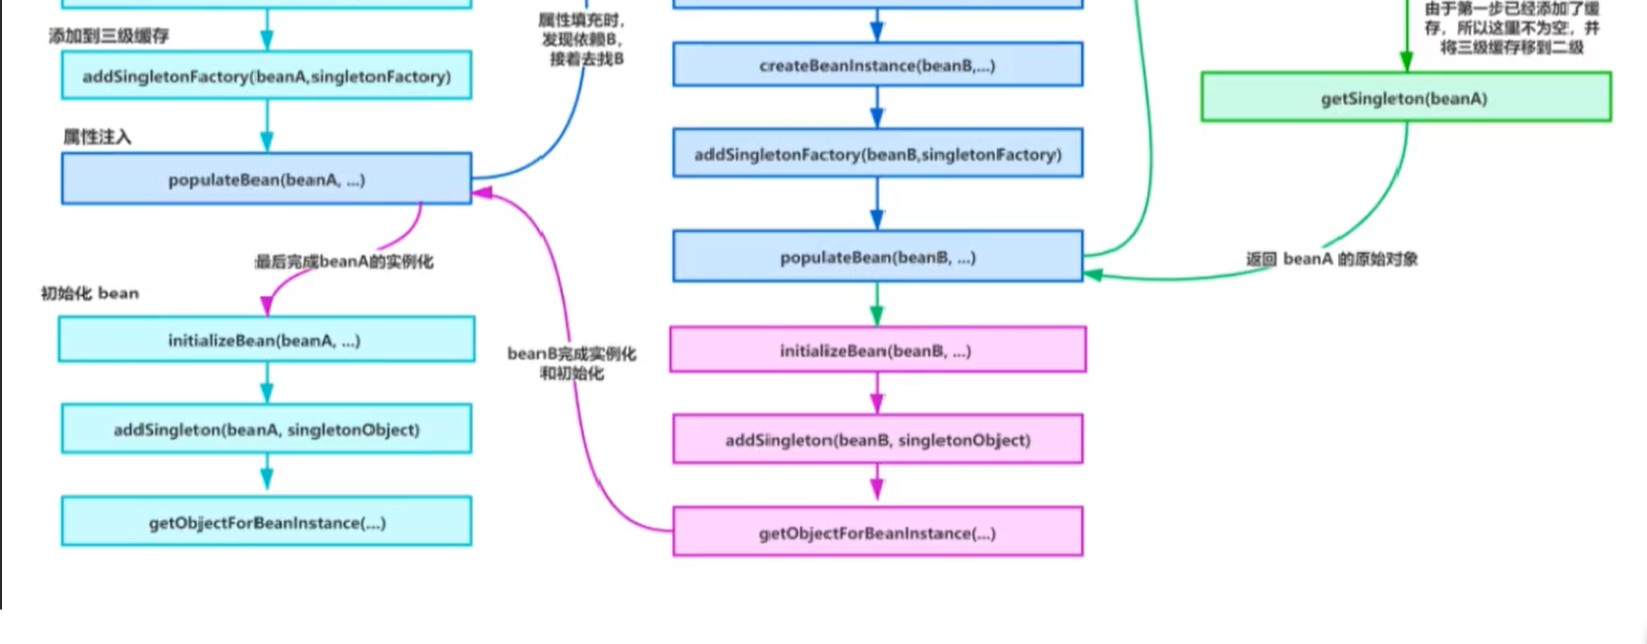 添加到三级缓存
addSingletonFactory(beanA,singletonFactory)
属性注入
populateBean(beanA, ...)
最后完成beanA的实例化
初始化 bean
initializeBean(beanA, ...)
addSingleton(beanA, singletonObject)
getObjectForBeanInstance(...)
属性填充时,
发现依赖B,
接着去找B
beanB完成实例化
和初始化
createBeanInstance(beanB,...)
addSingletonFactory(beanB,singletonFactory)
populateBean(beanB, ...)
initializeBean(beanB, ...)
addSingleton(beanB, singletonObject)
getObjectForBeanInstance(...)
由于第一步已经添加了缓
存，所以这里不为空，并
将三级缓存移到二级
getSingleton(beanA)
返回 beanA 的原始对象